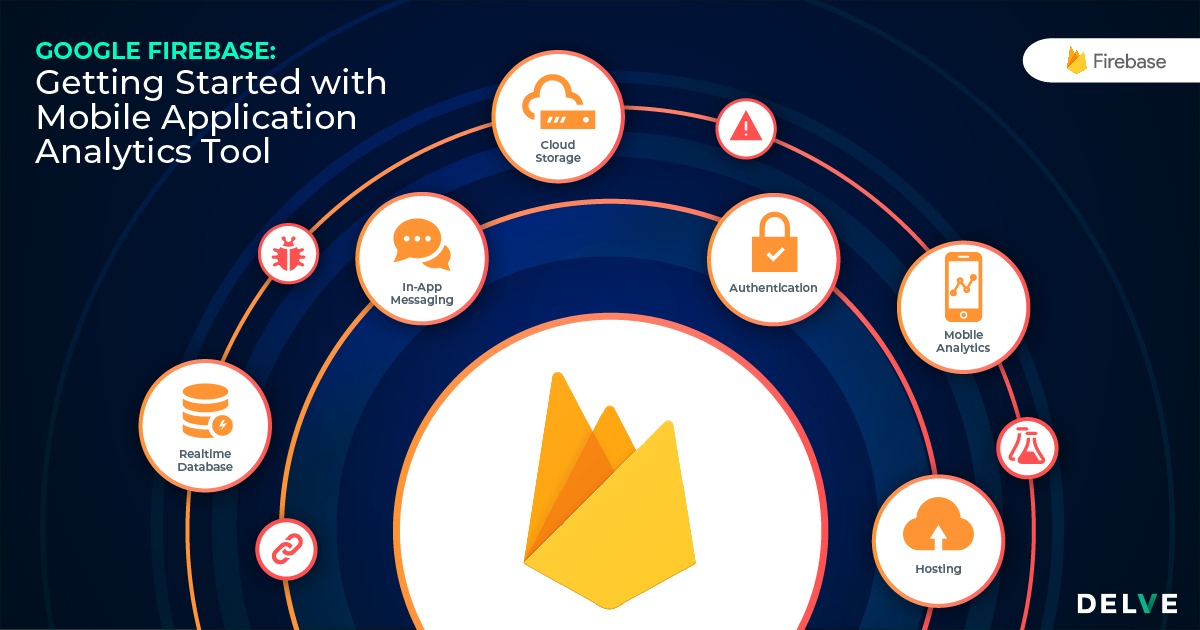 GOOGLE FIREBASE:
Getting Started with
Mobile Application
Analytics Tool
Firebase
Cloud
Storage
In-App
Messaging
Authentication
Mobile
Analytics
Realtime
Database
Hosting
DELVE